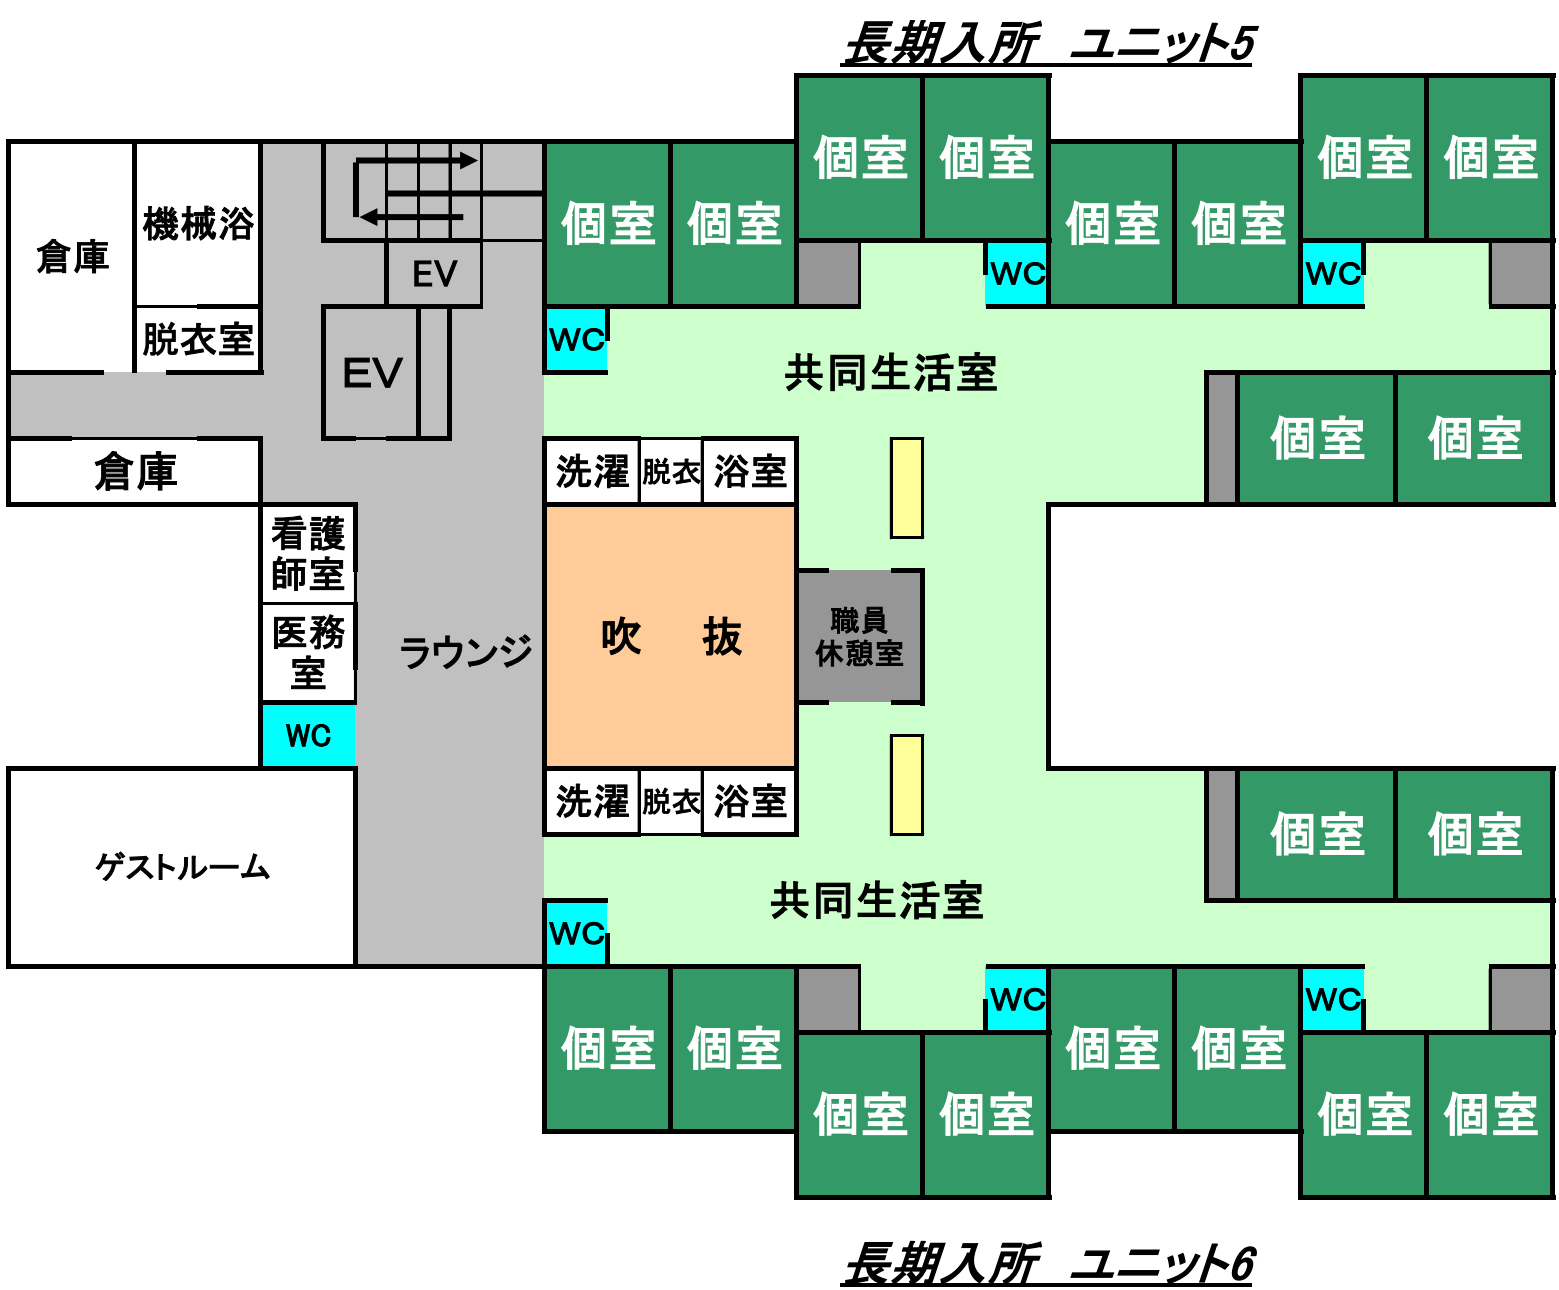 長期入所　ユニット5
個室 個室 個室 個室
機械浴 個室 個室 個室 個室
倉庫
EV WC WC
脱衣室 WC
EV 共同生活室
個室 個室
倉庫 洗濯 脱衣 浴室
看護
師室
職員
医務 ラウンジ 吹　抜
休憩室
室
WC
洗濯 脱衣 浴室
個室 個室
ゲストルーム
共同生活室
WC
WC WC
個室 個室 個室 個室
個室 個室 個室 個室
長期入所　ユニット6